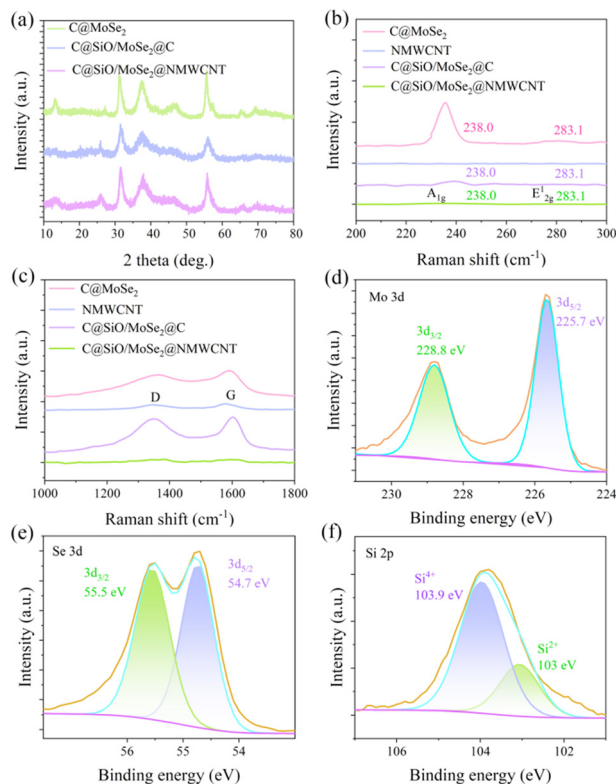 (a)
C@MoSe₂
C@SiO/MoSe₂@C
C@SiO/MoSe₂@NMWCNT
Intensity (a.u.)
10 20 30 40 50 60 70 80
2 theta (deg.)
(b)
C@MoSe₂
NMWCNT
C@SiO/MoSe₂@C
C@SiO/MoSe₂@NMWCNT
238.0 283.1
238.0 283.1
A₁g 238.0 E¹₂g 283.1
Intensity (a.u.)
200 220 240 260 280 300
Raman shift (cm⁻¹)
(c)
C@MoSe₂
NMWCNT
C@SiO/MoSe₂@C
C@SiO/MoSe₂@NMWCNT
D G
Intensity (a.u.)
1000 1200 1400 1600 1800
Raman shift (cm⁻¹)
(d)
Mo 3d
3d₅/₂
225.7 eV
3d₃/₂
228.8 eV
Intensity (a.u.)
230 228 226 224
Binding energy (eV)
(e)
Se 3d
3d₃/₂
55.5 eV
3d₅/₂
54.7 eV
Intensity (a.u.)
56 55 54
Binding energy (eV)
(f)
Si 2p
Si⁴⁺
103.9 eV
Si²⁺
103 eV
Intensity (a.u.)
106 104 102
Binding energy (eV)